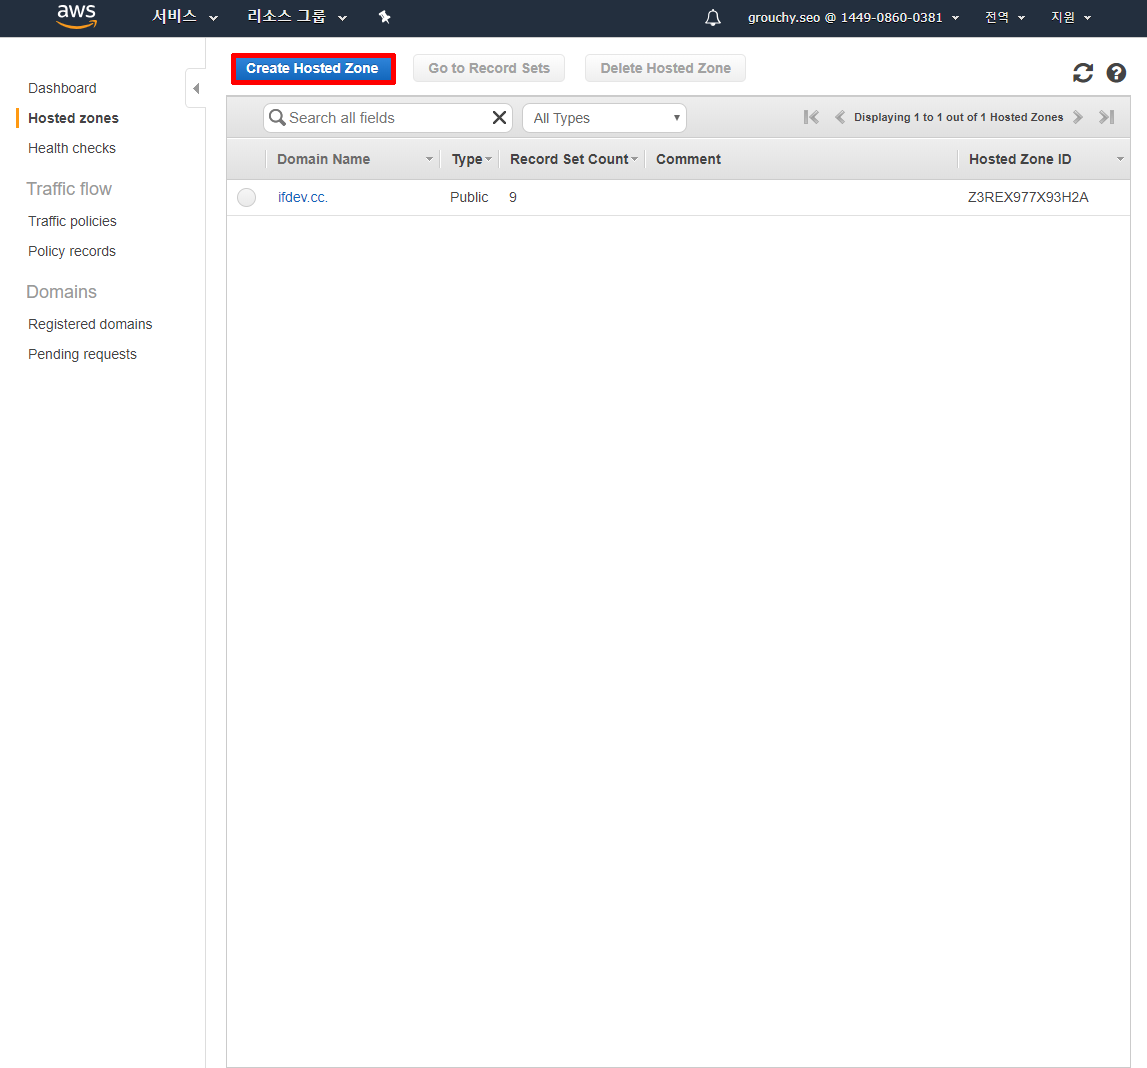 aws 서비스 리소스 그룹 grouchy.seo @ 1449-0860-0381 전역 지원
Dashboard
Hosted zones
Health checks
Traffic flow
Traffic policies
Policy records
Domains
Registered domains
Pending requests
Create Hosted Zone Go to Record Sets Delete Hosted Zone
Search all fields All Types Displaying 1 to 1 out of 1 Hosted Zones
Domain Name Type Record Set Count Comment Hosted Zone ID
ifdev.cc. Public 9 Z3REX977X93H2A